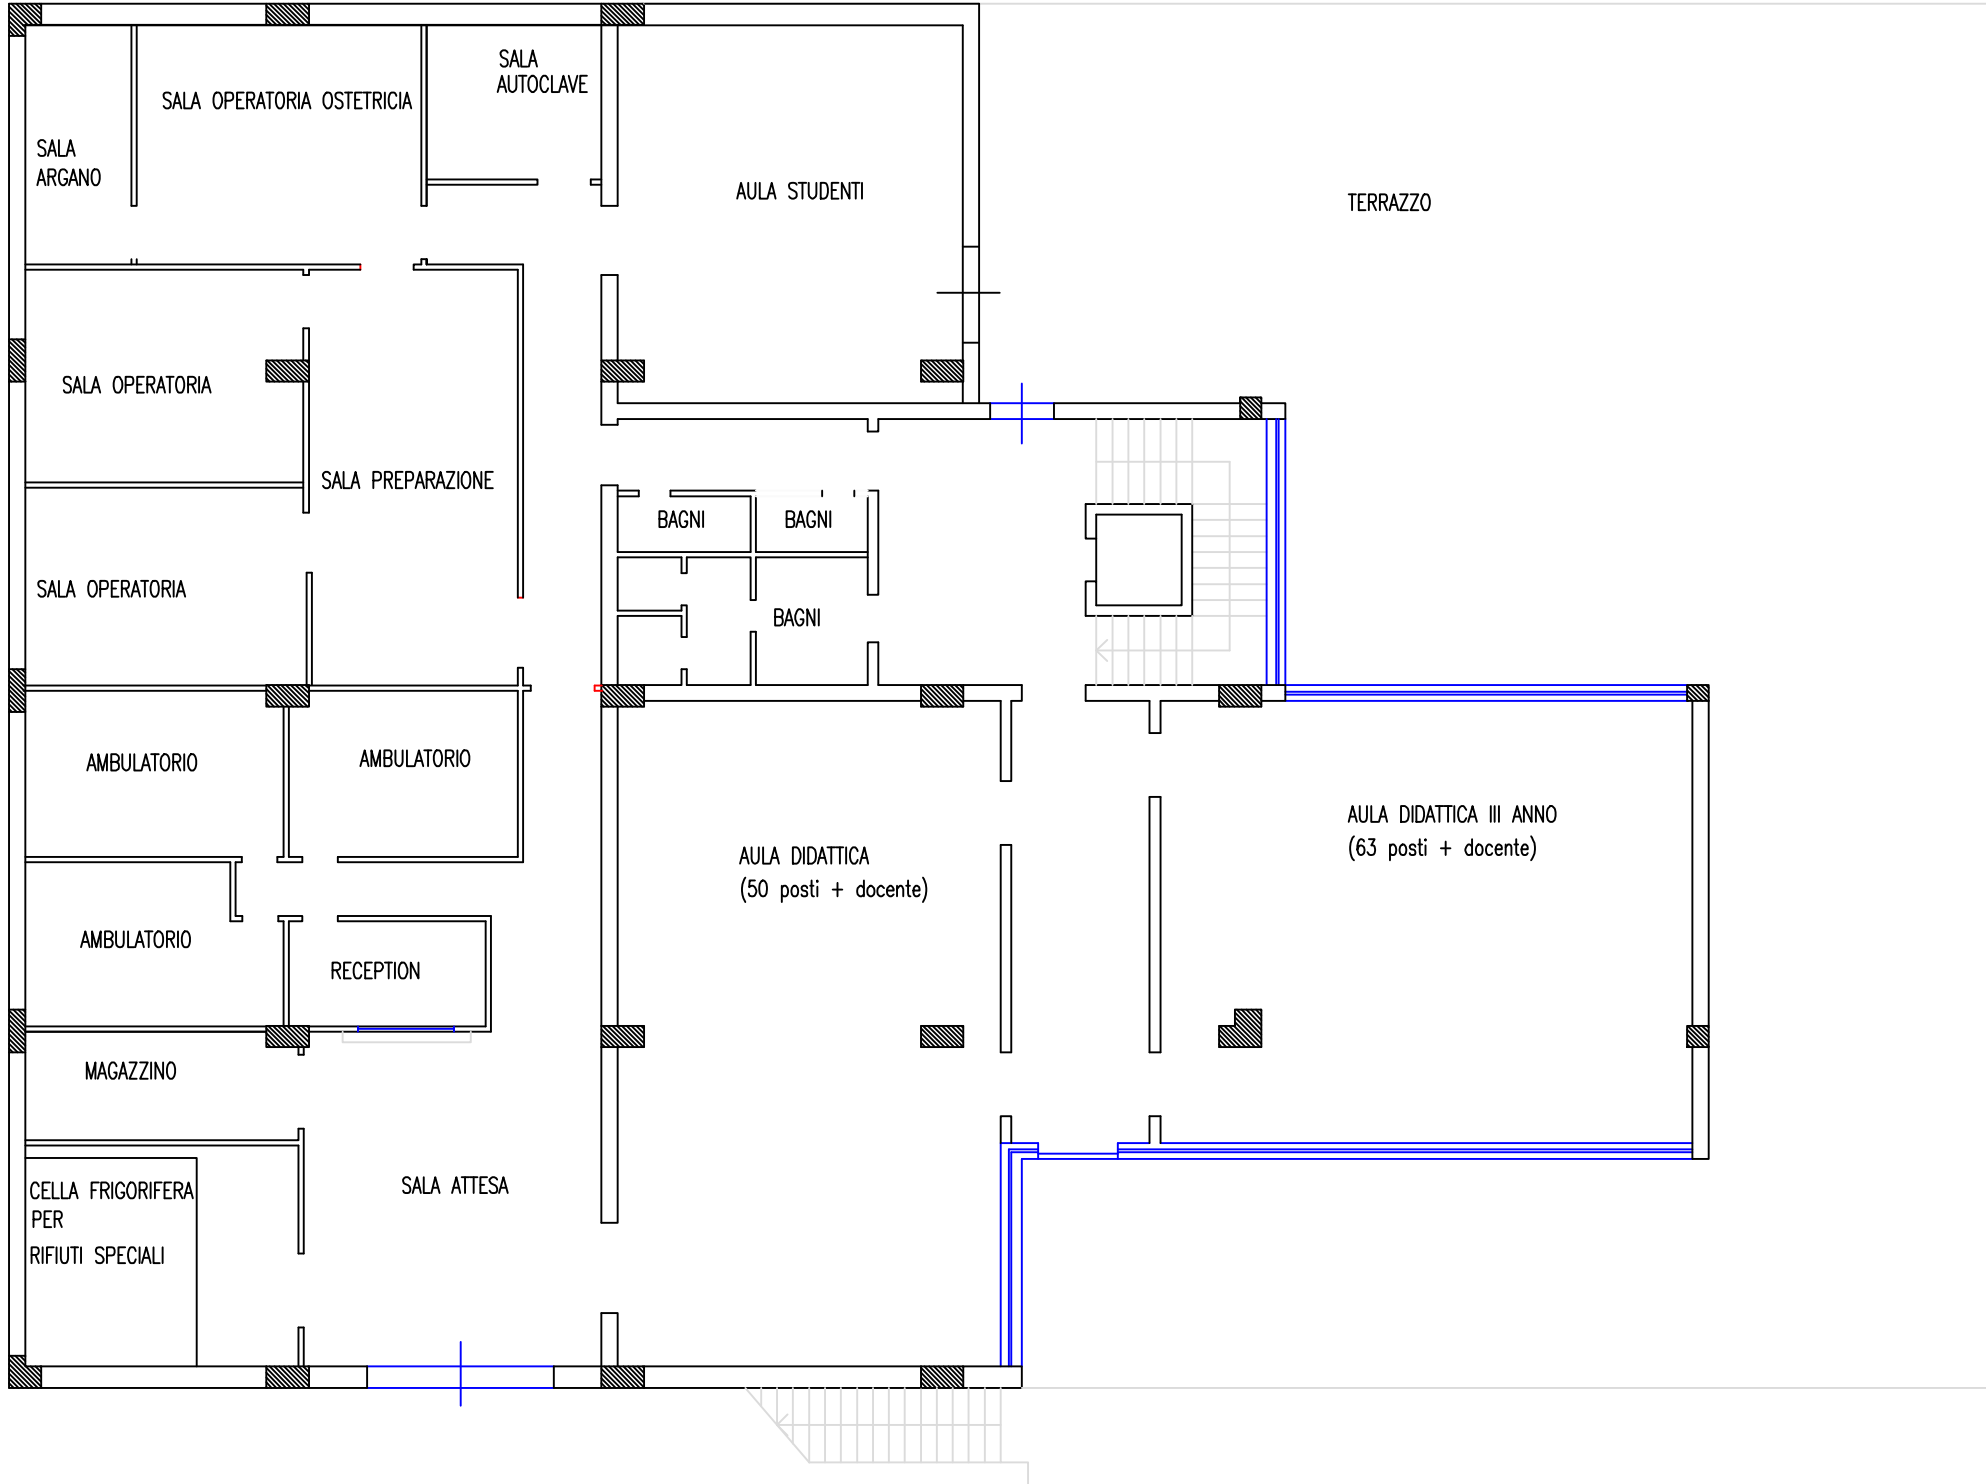 SALA
AUTOCLAVE
SALA OPERATORIA OSTETRICIA
SALA
ARGANO
AULA STUDENTI
TERRAZZO
SALA OPERATORIA
SALA PREPARAZIONE
BAGNI
BAGNI
SALA OPERATORIA
BAGNI
AMBULATORIO
AMBULATORIO
AULA DIDATTICA III ANNO
(63 posti + docente)
AULA DIDATTICA
(50 posti + docente)
AMBULATORIO
RECEPTION
MAGAZZINO
SALA ATTESA
CELLA FRIGORIFERA
PER
RIFIUTI SPECIALI